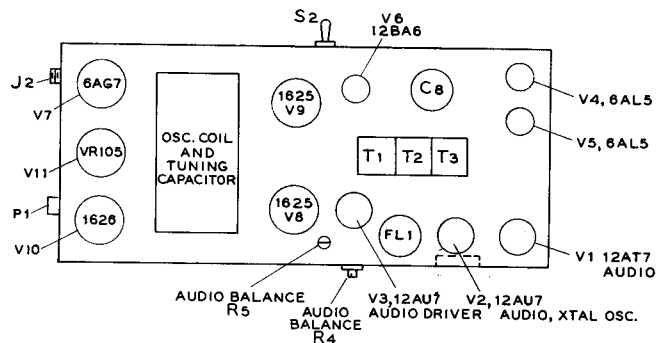 S2
V6
12BA6
J2
6AG7
V7
1625
V9
C8
V4, 6AL5
V5, 6AL5
VR105
V11
OSC. COIL
AND
TUNING
CAPACITOR
T1 T2 T3
P1
1626
V10
1625
V8
FL1
V1 12AT7
AUDIO
AUDIO BALANCE
R5
AUDIO
BALANCE
R4
V3, 12AU7
AUDIO DRIVER
V2, 12AU7
AUDIO, XTAL OSC.